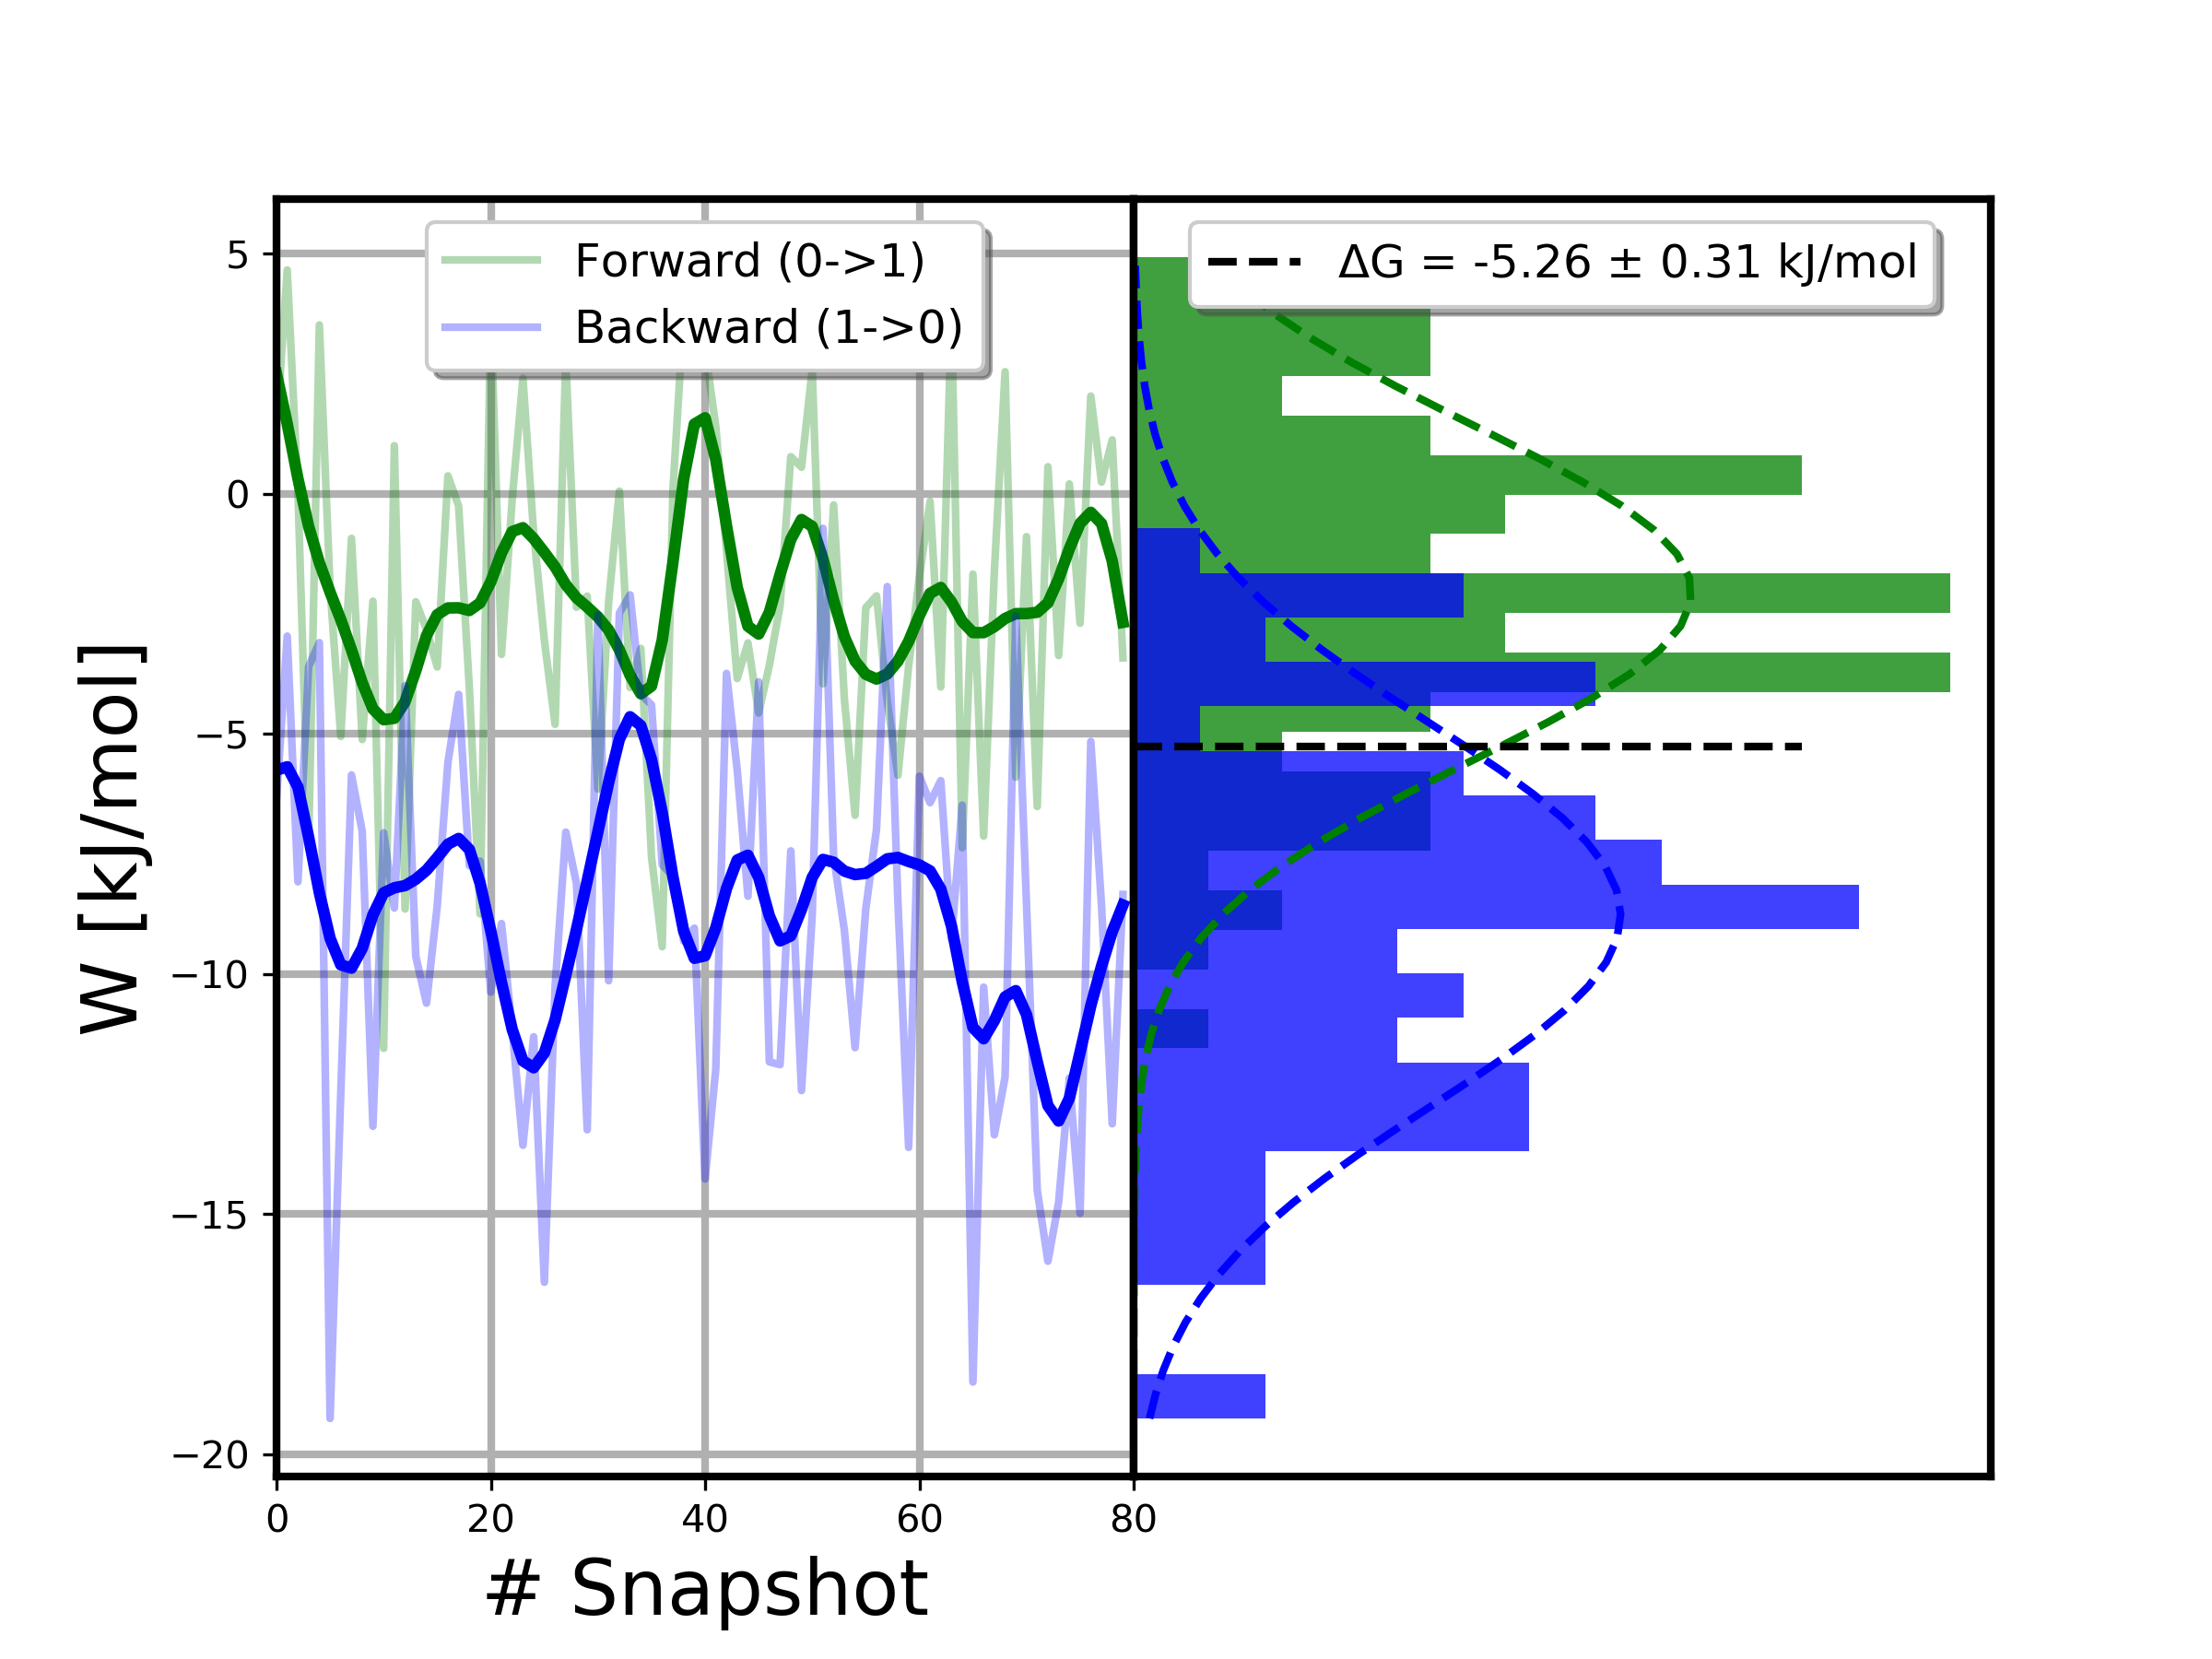 Forward (0->1)
Backward (1->0)
ΔG = -5.26 ± 0.31 kJ/mol
W [kJ/mol]
5
0
−5
−10
−15
−20
0 20 40 60 80
# Snapshot